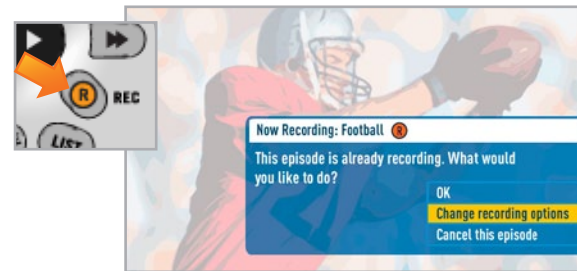 R
REC
LIST
Now Recording: Football R
This episode is already recording. What would
you like to do?
OK
Change recording options
Cancel this episode